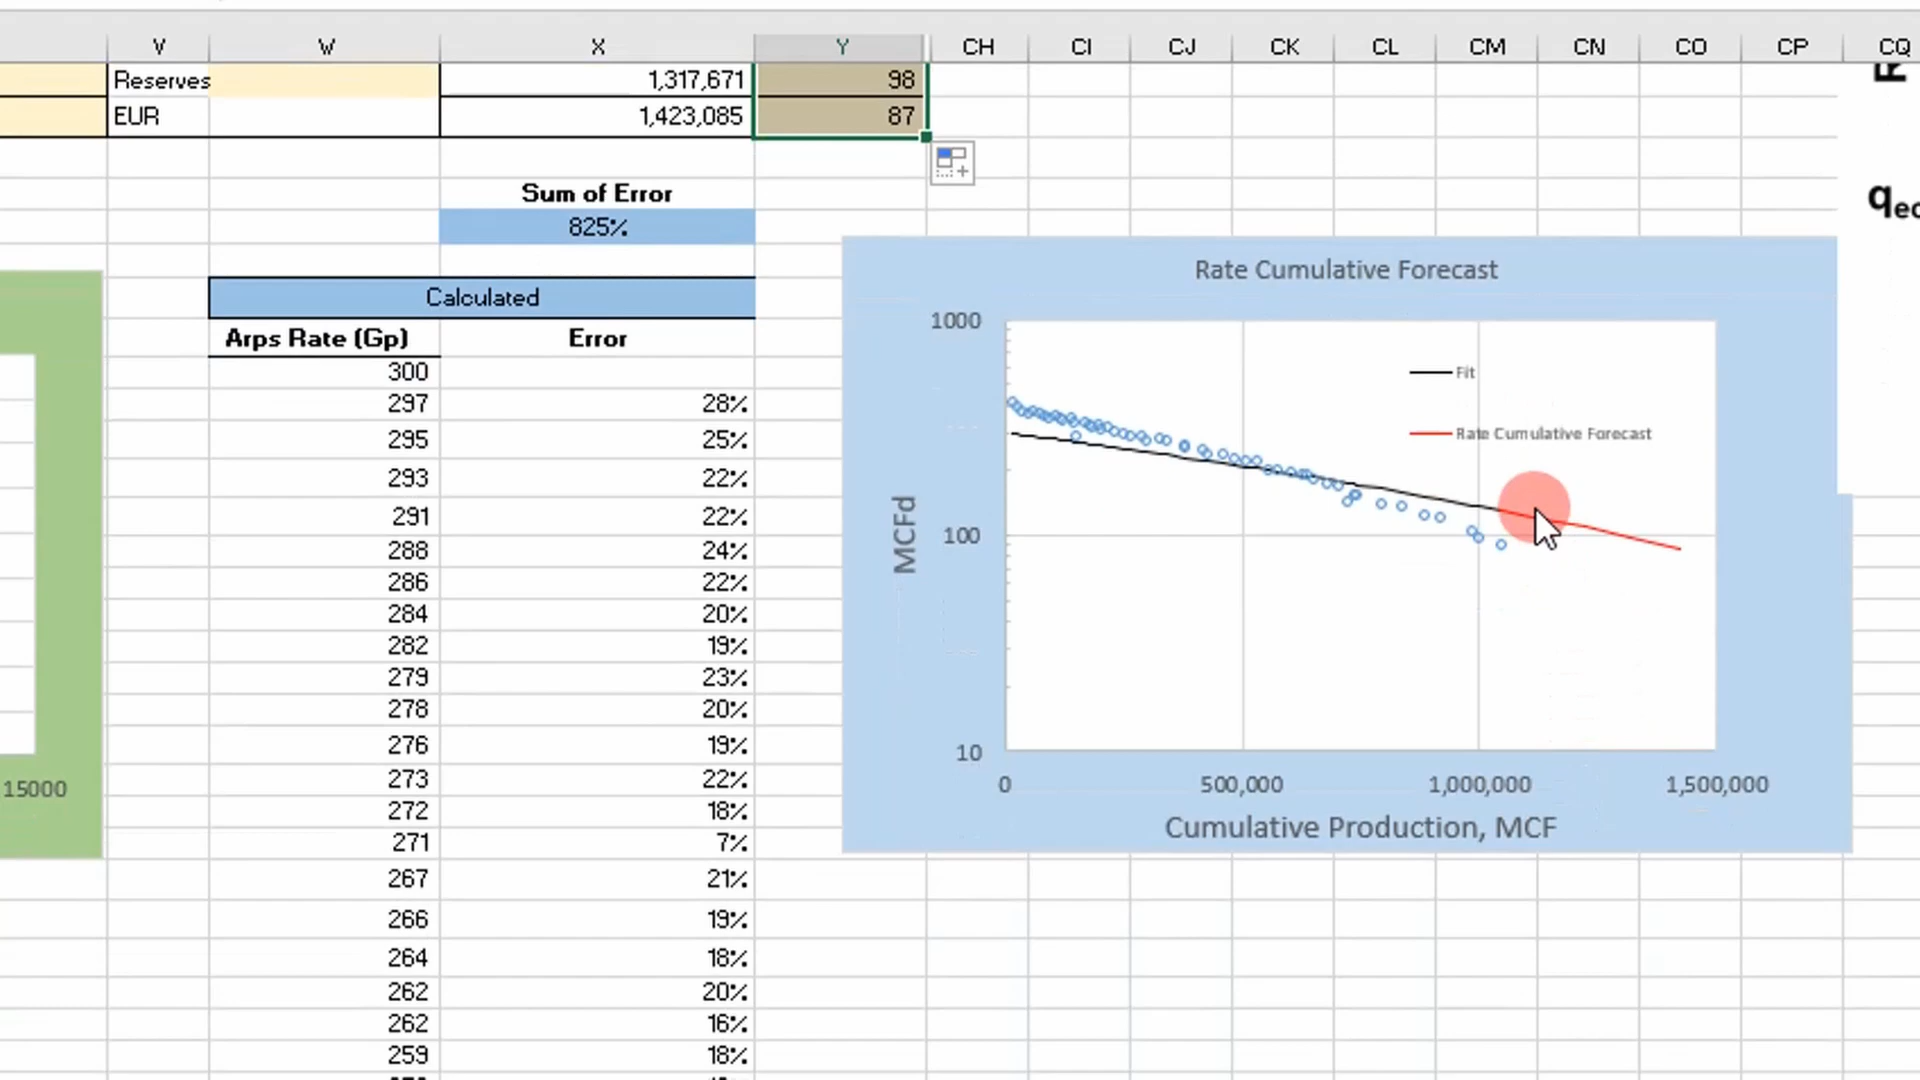 V W X Y CH CI CJ CK CL CM CN CO CP CQ
Reserves 1,317,671 98
EUR 1,423,085 87
Sum of Error
825%
Calculated
Arps Rate (Gp) Error
300
297 28%
295 25%
293 22%
291 22%
288 24%
286 22%
284 20%
282 19%
279 23%
278 20%
276 19%
273 22%
272 18%
271 7%
267 21%
266 19%
264 18%
262 20%
262 16%
259 18%
15000
Rate Cumulative Forecast
1000
100
10
MCFd
Fit
Rate Cumulative Forecast
0 500,000 1,000,000 1,500,000
Cumulative Production, MCF
R
qec